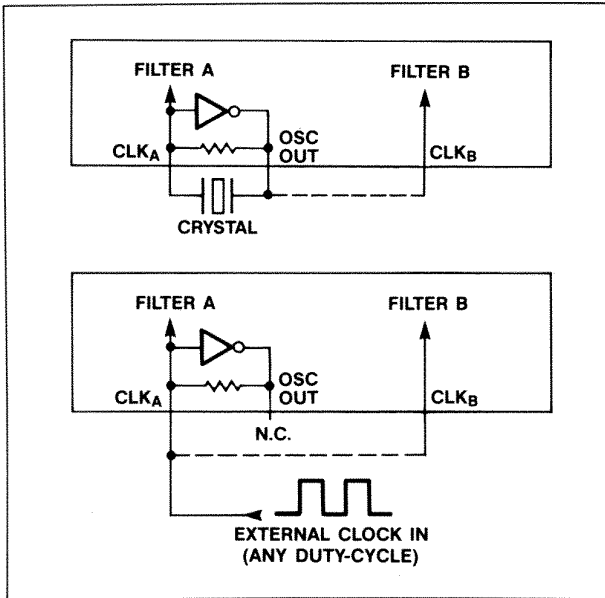 FILTER A FILTER B
OSC
OUT
CLKA CLKB
CRYSTAL
FILTER A FILTER B
OSC
OUT
CLKA CLKB
N.C.
EXTERNAL CLOCK IN
(ANY DUTY-CYCLE)